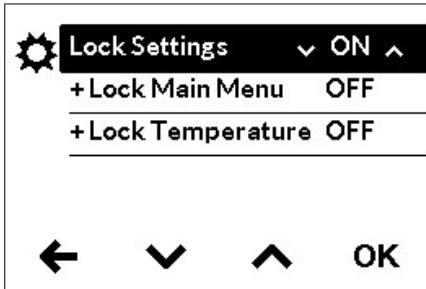 Lock Settings ON
+Lock Main Menu OFF
+Lock Temperature OFF
OK